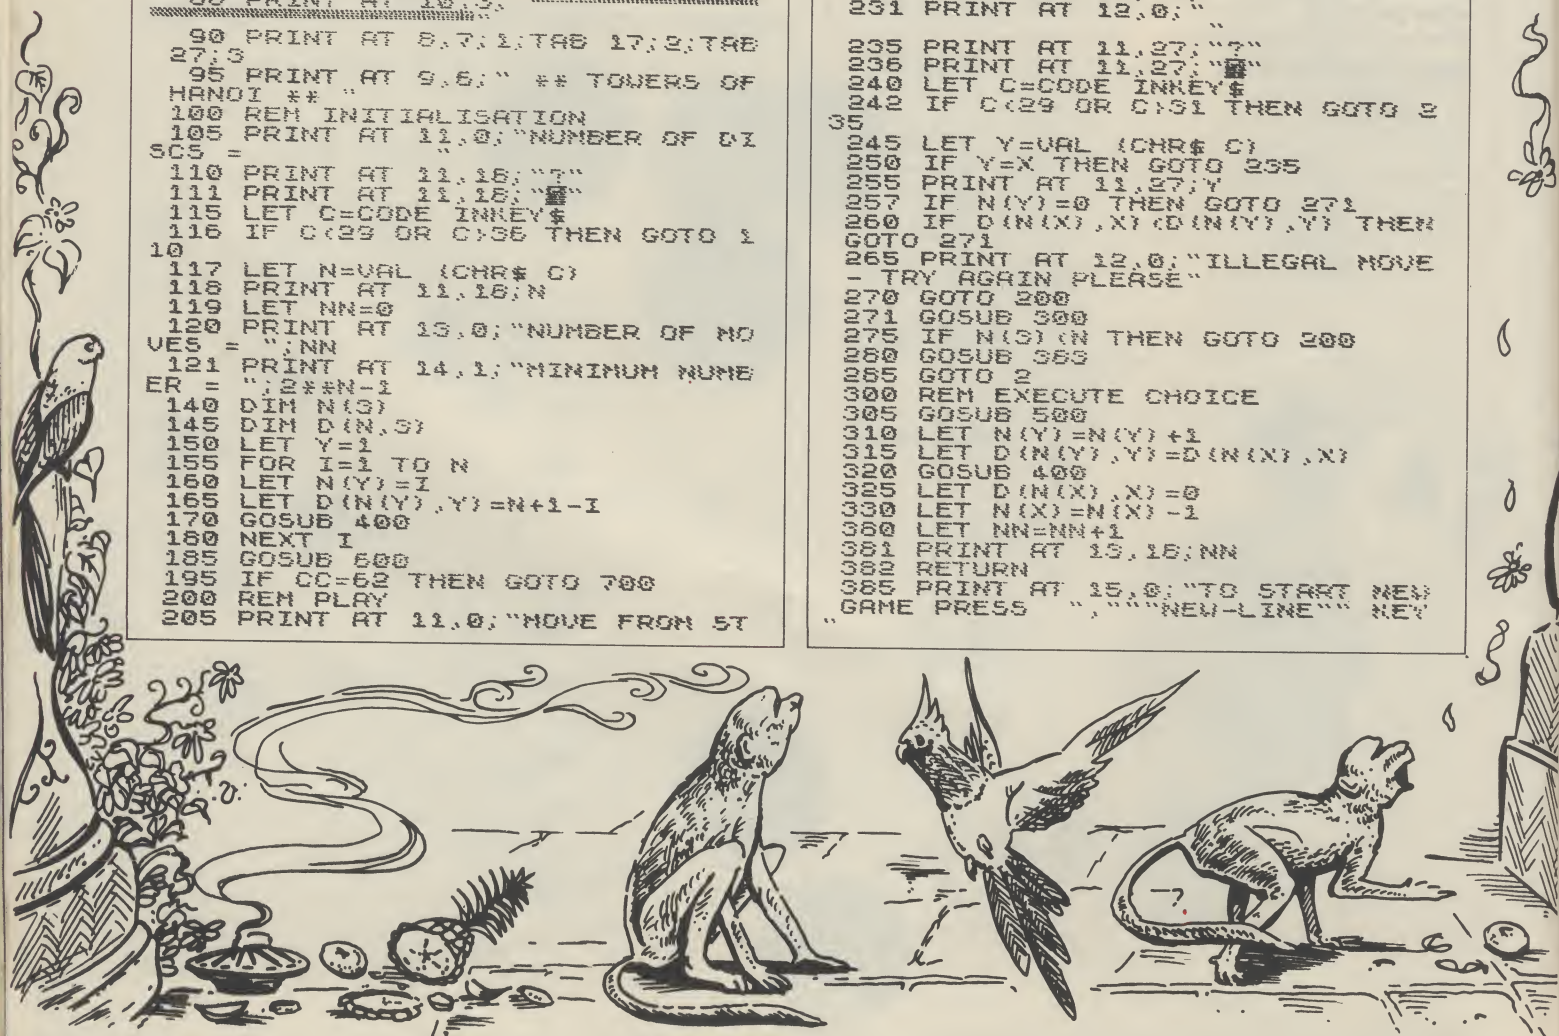 PRINT AT 10,3;"
"
90 PRINT AT 8,7;1;TAB 17;2;TAB
27;3
95 PRINT AT 9,6;" ** TOWERS OF
HANOI ** "
100 REM INITIALISATION
105 PRINT AT 11,0;"NUMBER OF DI
SCS = "
110 PRINT AT 11,18;"?"
111 PRINT AT 11,18;"?"
115 LET C=CODE INKEY$
116 IF C<29 OR C>36 THEN GOTO 1
10
117 LET N=VAL (CHR$ C)
118 PRINT AT 11,18;N
119 LET NN=0
120 PRINT AT 13,0;"NUMBER OF MO
VES = ";NN
121 PRINT AT 14,1;"MINIMUM NUMB
ER = ";2**N-1
140 DIM N(3)
145 DIM D(N,3)
150 LET Y=1
155 FOR I=1 TO N
160 LET N(Y)=I
165 LET D(N(Y),Y)=N+1-I
170 GOSUB 400
180 NEXT I
185 GOSUB 600
195 IF CC=62 THEN GOTO 700
200 REM PLAY
205 PRINT AT 11,0;"MOVE FROM ST
231 PRINT AT 12,0;"
"
235 PRINT AT 11,27;"?"
236 PRINT AT 11,27;"?"
240 LET C=CODE INKEY$
242 IF C<29 OR C>31 THEN GOTO 2
35
245 LET Y=VAL (CHR$ C)
250 IF Y=X THEN GOTO 235
255 PRINT AT 11,27;Y
257 IF N(Y)=0 THEN GOTO 271
260 IF D(N(X),X)<D(N(Y),Y) THEN
GOTO 271
265 PRINT AT 12,0;"ILLEGAL MOVE
- TRY AGAIN PLEASE"
270 GOTO 200
271 GOSUB 300
275 IF N(3)<N THEN GOTO 200
280 GOSUB 383
285 GOTO 2
300 REM EXECUTE CHOICE
305 GOSUB 500
310 LET N(Y)=N(Y)+1
315 LET D(N(Y),Y)=D(N(X),X)
320 GOSUB 400
325 LET D(N(X),X)=0
330 LET N(X)=N(X)-1
380 LET NN=NN+1
381 PRINT AT 13,18;NN
382 RETURN
385 PRINT AT 15,0;"TO START NEW
GAME PRESS ","""NEW-LINE"" KEY
"